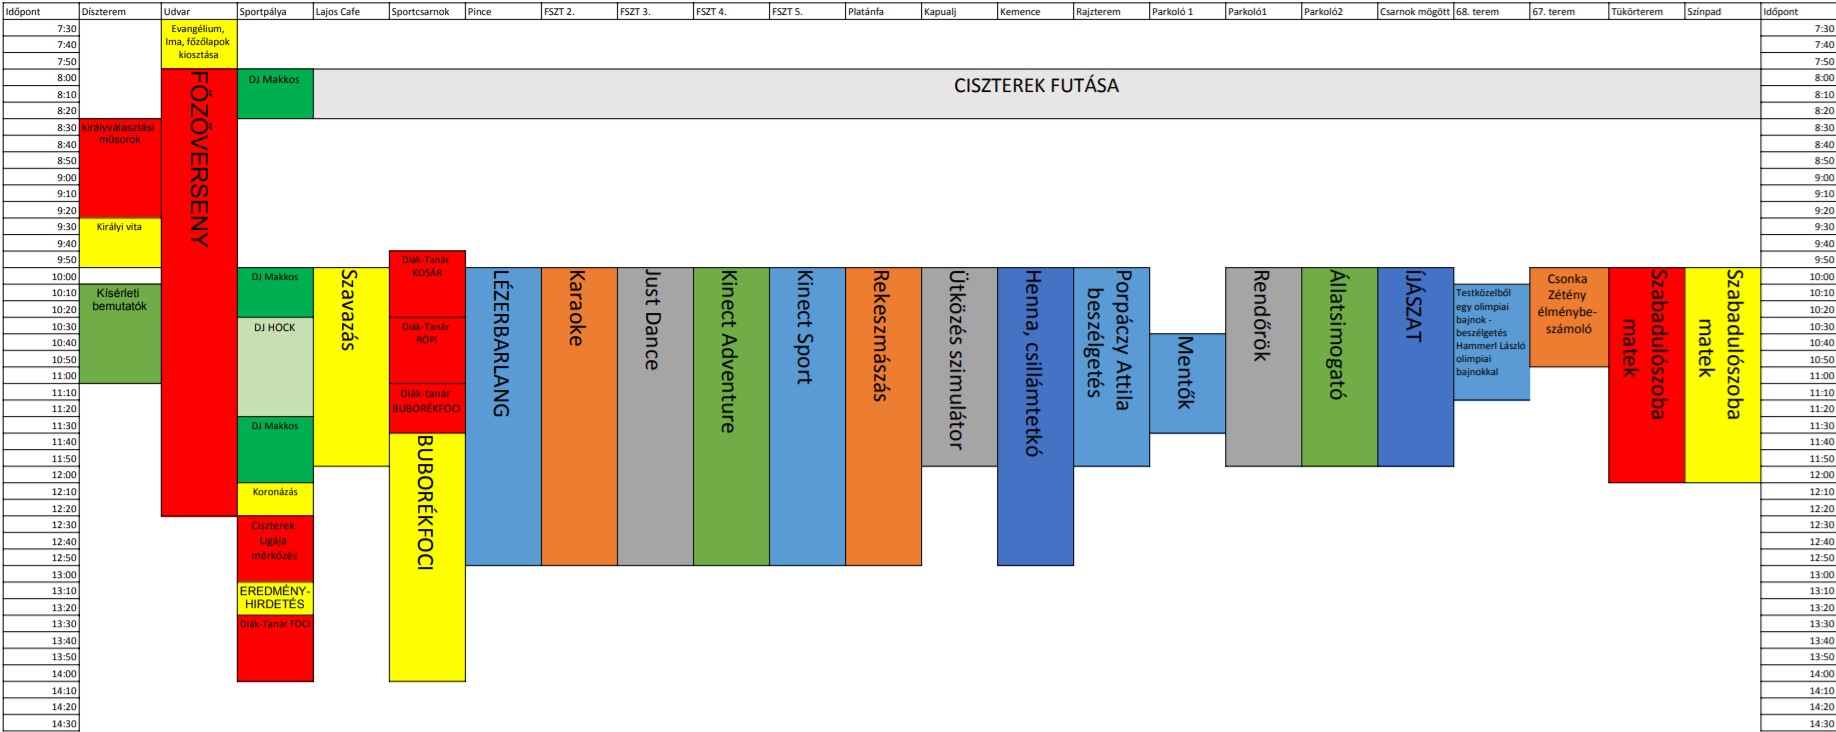 Időpont Díszterem Udvar Sportpálya Lajos Cafe Sportcsarnok Pince FSZT 2. FSZT 3. FSZT 4. FSZT 5. Platánfa Kapualj Kemence Rajzterem Parkoló 1 Parkoló1 Parkoló2 Csarnok mögött 68. terem 67. terem Tükörterem Színpad Időpont
7:30 7:30
7:40 7:40
7:50 7:50
8:00 8:00
8:10 8:10
8:20 8:20
8:30 8:30
8:40 8:40
8:50 8:50
9:00 9:00
9:10 9:10
9:20 9:20
9:30 9:30
9:40 9:40
9:50 9:50
10:00 10:00
10:10 10:10
10:20 10:20
10:30 10:30
10:40 10:40
10:50 10:50
11:00 11:00
11:10 11:10
11:20 11:20
11:30 11:30
11:40 11:40
11:50 11:50
12:00 12:00
12:10 12:10
12:20 12:20
12:30 12:30
12:40 12:40
12:50 12:50
13:00 13:00
13:10 13:10
13:20 13:20
13:30 13:30
13:40 13:40
13:50 13:50
14:00 14:00
14:10 14:10
14:20 14:20
14:30 14:30
Királyválasztási
műsorok
Királyi vita
Kísérleti
bemutatók
Evangélium,
Ima, főzőlapok
kiosztása
FŐZŐVERSENY
DJ Makkos
CISZTEREK FUTÁSA
DJ Makkos
DJ HOCK
DJ Makkos
Koronázás
Ciszterek
Ligája
mérkőzés
EREDMÉNY-
HIRDETÉS
Diák-Tanár FOCI
Szavazás
Diák-Tanár
KOSÁR
Diák-Tanár
RÖPI
Diák-tanár
BUBORÉKFOCI
BUBORÉKFOCI
LÉZERBARLANG
Karaoke
Just Dance
Kinect Adventure
Kinect Sport
Rekeszmászás
Ütközés szimulátor
Henna, csillámtetkó
Porpáczy Attila
beszélgetés
Mentők
Rendőrök
Állatsimogató
ÍJÁSZAT
Testközelből
egy olimpiai
bajnok -
beszélgetés
Hammerl László
olimpiai
bajnokkal
Csonka
Zétény
élménybe-
számoló
Szabadulószoba
matek
Szabadulószoba
matek